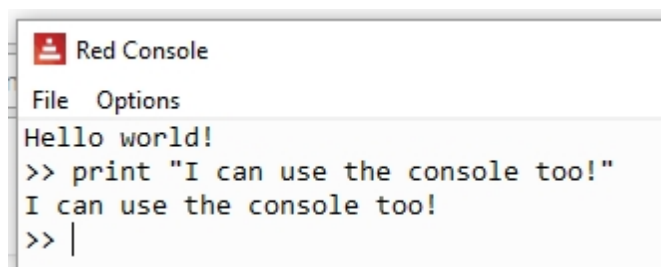 Red Console
File Options
Hello world!
>> print "I can use the console too!"
I can use the console too!
>>